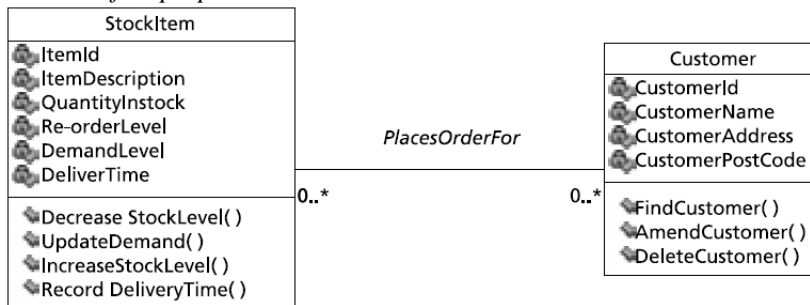 StockItem
ItemId
ItemDescription
QuantityInstock
Re-orderLevel
DemandLevel
DeliverTime
Decrease StockLevel( )
UpdateDemand( )
IncreaseStockLevel( )
Record DeliveryTime( )
PlacesOrderFor
0..*
0..*
Customer
CustomerId
CustomerName
CustomerAddress
CustomerPostCode
FindCustomer( )
AmendCustomer( )
DeleteCustomer( )